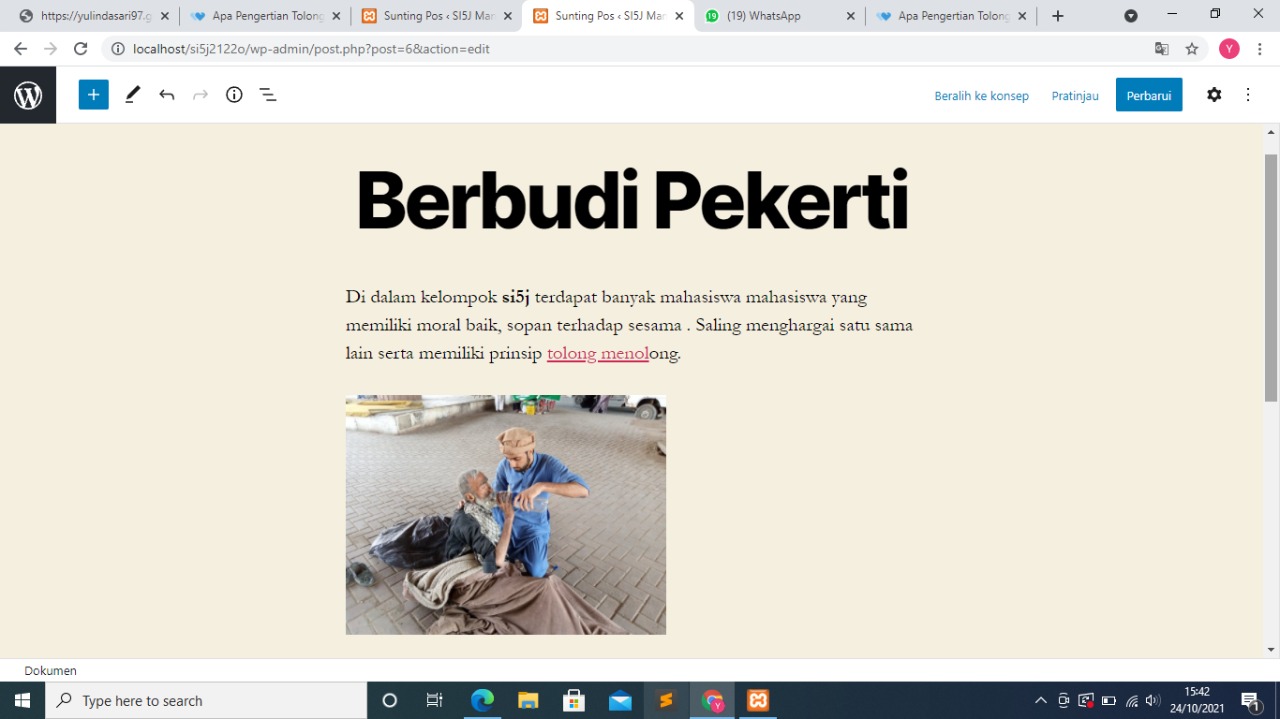 https://yulindasari97.g
Apa Pengertian Tolong
Sunting Pos ‹ SI5J Mar
Sunting Pos ‹ SI5J Mar
(19) WhatsApp
Apa Pengertian Tolong
localhost/si5j2122o/wp-admin/post.php?post=6&action=edit
Y
Beralih ke konsep
Pratinjau
Perbarui
Berbudi Pekerti
Di dalam kelompok si5j terdapat banyak mahasiswa mahasiswa yang
memiliki moral baik, sopan terhadap sesama . Saling menghargai satu sama
lain serta memiliki prinsip tolong menolong.
Dokumen
Type here to search
15:42
24/10/2021
1